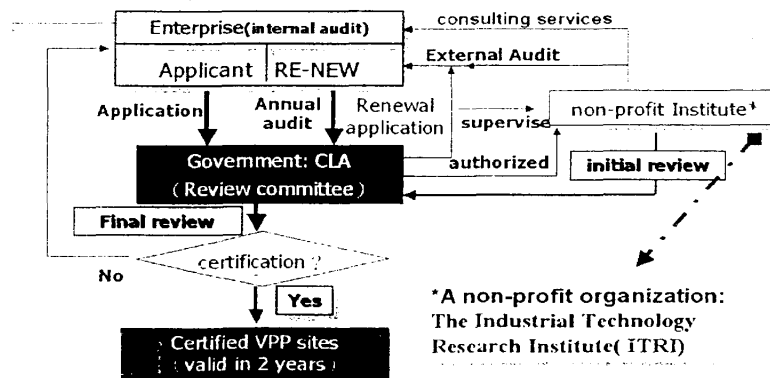 Enterprise(internal audit)
consulting services
Applicant
RE-NEW
External Audit
Application
Annual
audit
Renewal
application
supervise
non-profit Institute*
Government: CLA
(Review committee)
authorized
initial review
Final review
certification ?
No
Yes
Certified VPP sites
(valid in 2 years)
*A non-profit organization:
The Industrial Technology
Research Institute( ITRI)